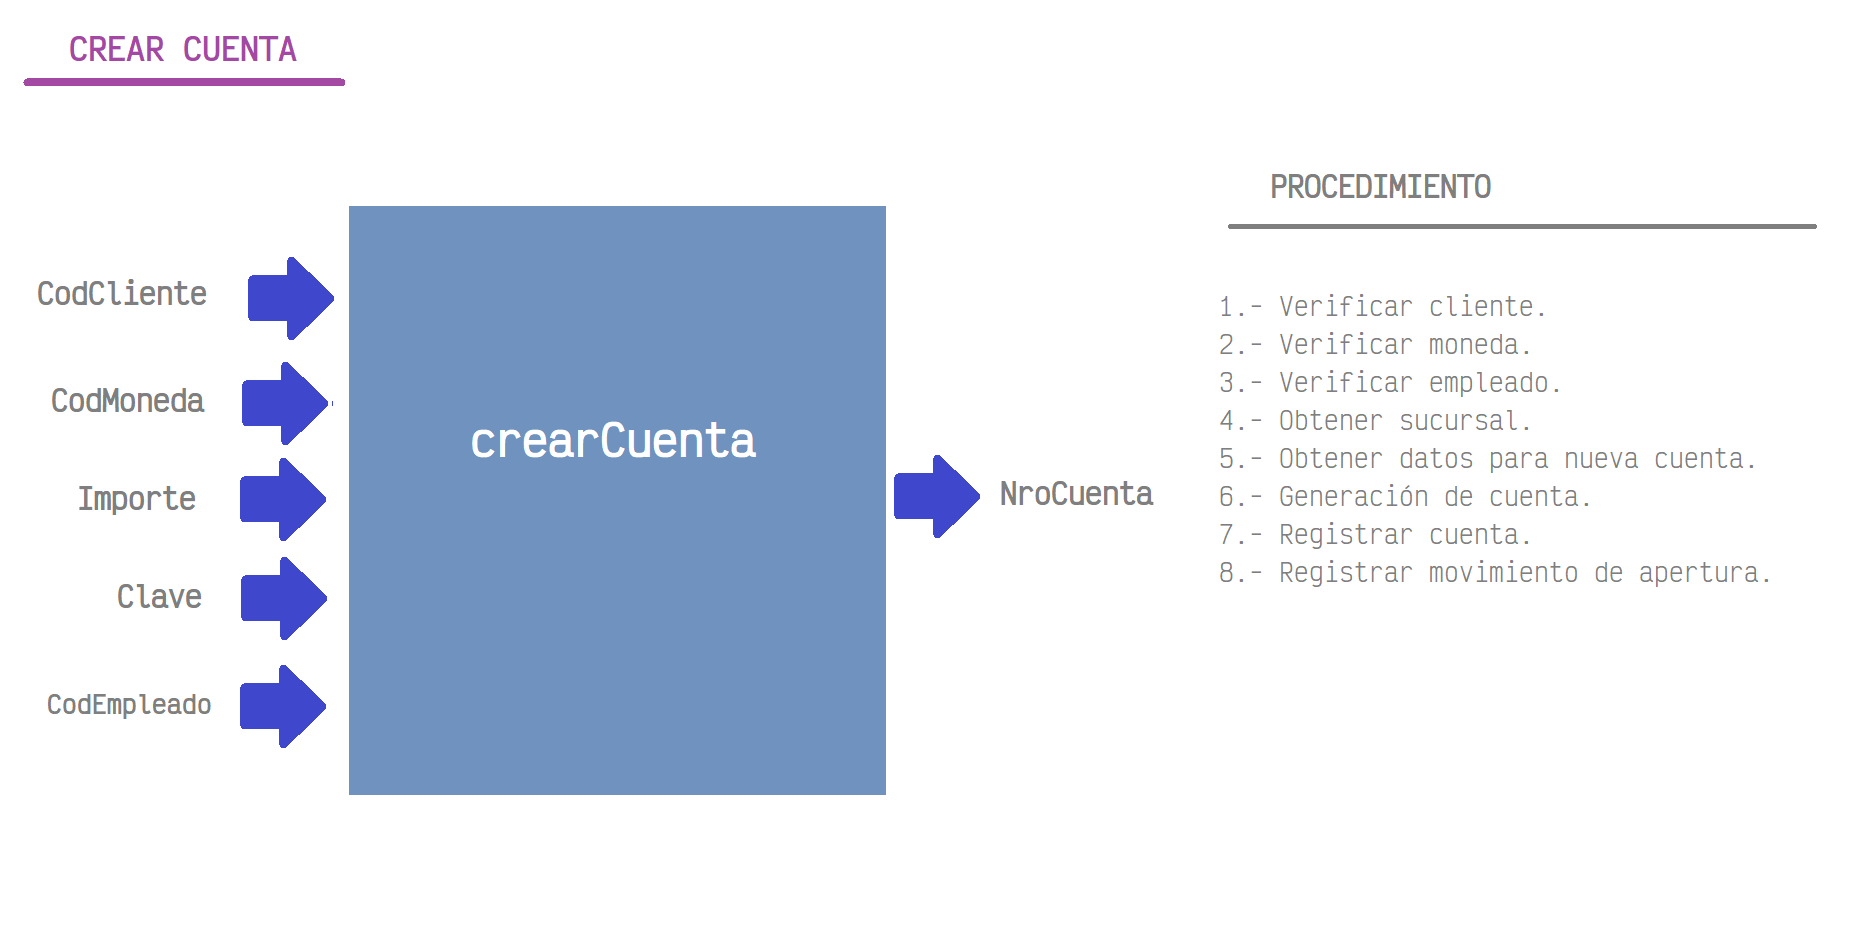 CREAR CUENTA
CodCliente
CodMoneda
Importe
Clave
CodEmpleado
crearCuenta
NroCuenta
PROCEDIMIENTO
1.- Verificar cliente.
2.- Verificar moneda.
3.- Verificar empleado.
4.- Obtener sucursal.
5.- Obtener datos para nueva cuenta.
6.- Generación de cuenta.
7.- Registrar cuenta.
8.- Registrar movimiento de apertura.